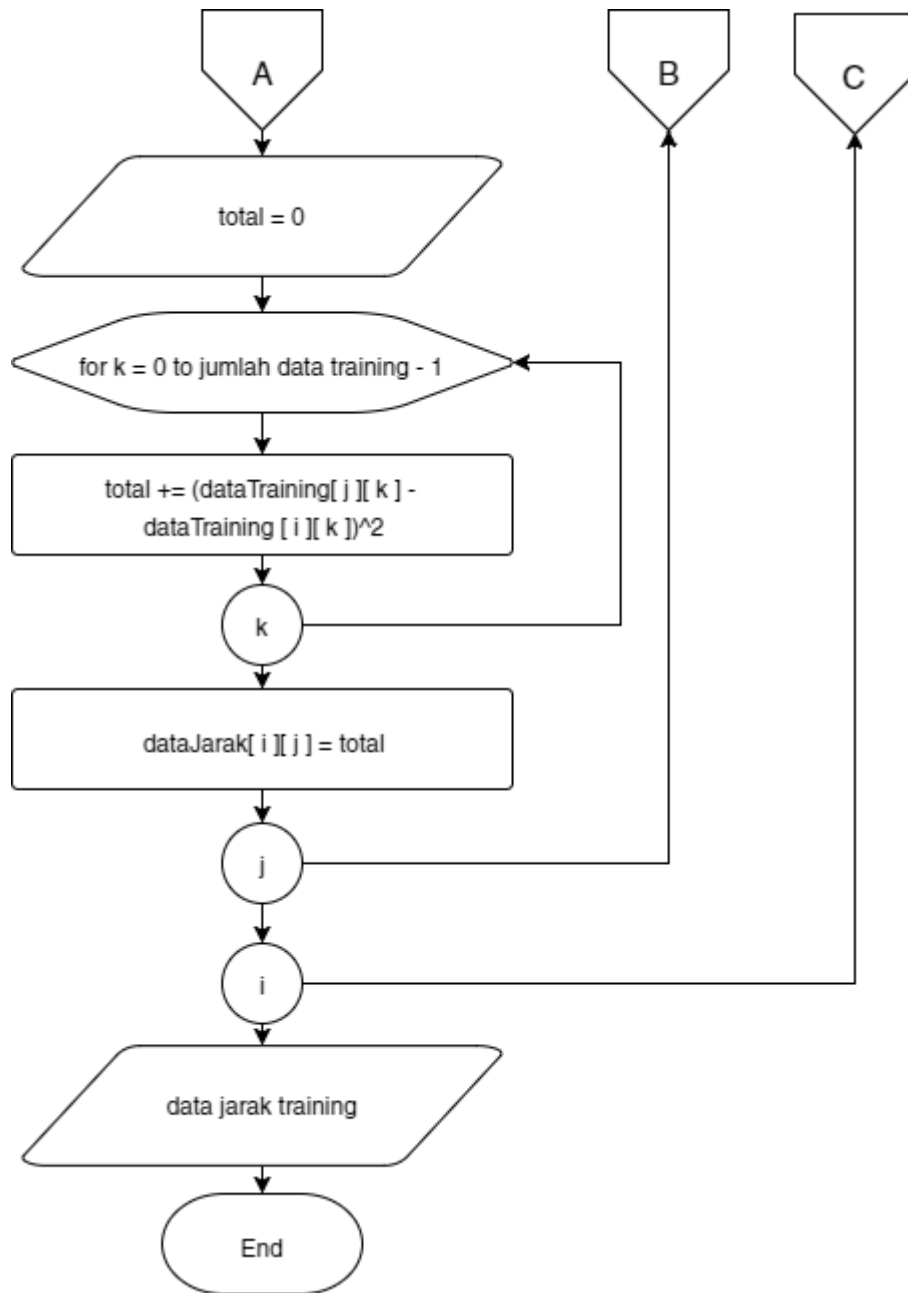 A
B
C
total = 0
for k = 0 to jumlah data training - 1
total += (dataTraining[ j ][ k ] -
dataTraining [ i ][ k ])^2
k
dataJarak[ i ][ j ] = total
j
i
data jarak training
End